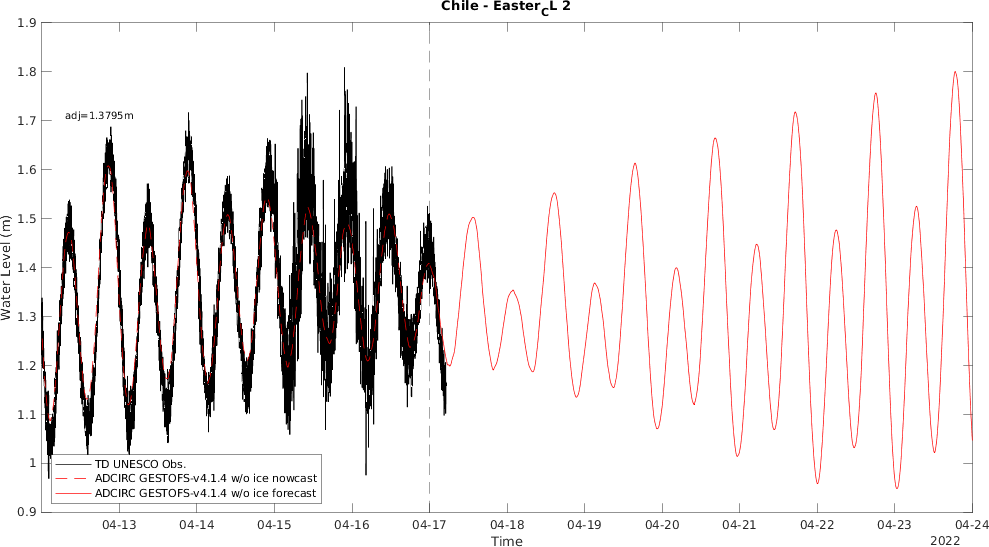 Chile - EasterCL 2
1.9
1.8
1.7
1.6
1.5
1.4
1.3
1.2
1.1
1
0.9
Water Level (m)
adj=1.3795m
TD UNESCO Obs.
ADCIRC GESTOFS-v4.1.4 w/o ice nowcast
ADCIRC GESTOFS-v4.1.4 w/o ice forecast
04-13 04-14 04-15 04-16 04-17 04-18 04-19 04-20 04-21 04-22 04-23 04-24
Time
2022